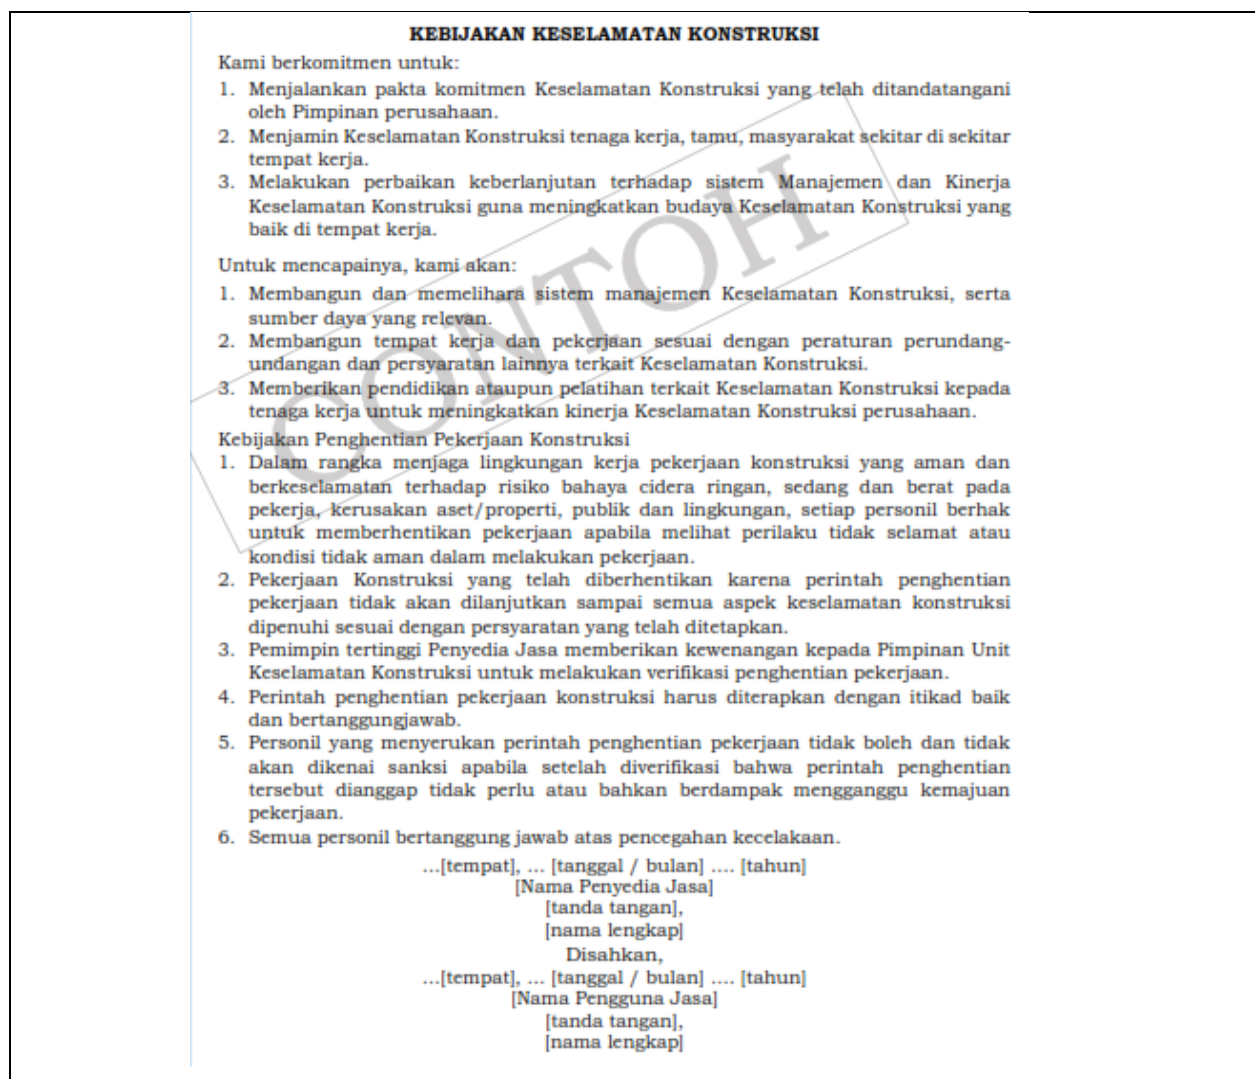 KEBIJAKAN KESELAMATAN KONSTRUKSI
Kami berkomitmen untuk:
1. Menjalankan pakta komitmen Keselamatan Konstruksi yang telah ditandatangani
oleh Pimpinan perusahaan.
2. Menjamin Keselamatan Konstruksi tenaga kerja, tamu, masyarakat sekitar di sekitar
tempat kerja.
3. Melakukan perbaikan keberlanjutan terhadap sistem Manajemen dan Kinerja
Keselamatan Konstruksi guna meningkatkan budaya Keselamatan Konstruksi yang
baik di tempat kerja.
Untuk mencapainya, kami akan:
1. Membangun dan memelihara sistem manajemen Keselamatan Konstruksi, serta
sumber daya yang relevan.
2. Membangun tempat kerja dan pekerjaan sesuai dengan peraturan perundang-
undangan dan persyaratan lainnya terkait Keselamatan Konstruksi.
3. Memberikan pendidikan ataupun pelatihan terkait Keselamatan Konstruksi kepada
tenaga kerja untuk meningkatkan kinerja Keselamatan Konstruksi perusahaan.
Kebijakan Penghentian Pekerjaan Konstruksi
1. Dalam rangka menjaga lingkungan kerja pekerjaan konstruksi yang aman dan
berkeselamatan terhadap risiko bahaya cidera ringan, sedang dan berat pada
pekerja, kerusakan aset/properti, publik dan lingkungan, setiap personil berhak
untuk memberhentikan pekerjaan apabila melihat perilaku tidak selamat atau
kondisi tidak aman dalam melakukan pekerjaan.
2. Pekerjaan Konstruksi yang telah diberhentikan karena perintah penghentian
pekerjaan tidak akan dilanjutkan sampai semua aspek keselamatan konstruksi
dipenuhi sesuai dengan persyaratan yang telah ditetapkan.
3. Pemimpin tertinggi Penyedia Jasa memberikan kewenangan kepada Pimpinan Unit
Keselamatan Konstruksi untuk melakukan verifikasi penghentian pekerjaan.
4. Perintah penghentian pekerjaan konstruksi harus diterapkan dengan itikad baik
dan bertanggungjawab.
5. Personil yang menyerukan perintah penghentian pekerjaan tidak boleh dan tidak
akan dikenai sanksi apabila setelah diverifikasi bahwa perintah penghentian
tersebut dianggap tidak perlu atau bahkan berdampak mengganggu kemajuan
pekerjaan.
6. Semua personil bertanggung jawab atas pencegahan kecelakaan.
...[tempat], ... [tanggal / bulan] .... [tahun]
[Nama Penyedia Jasa]
[tanda tangan],
[nama lengkap]
Disahkan,
...[tempat], ... [tanggal / bulan] .... [tahun]
[Nama Pengguna Jasa]
[tanda tangan],
[nama lengkap]
CONTOH